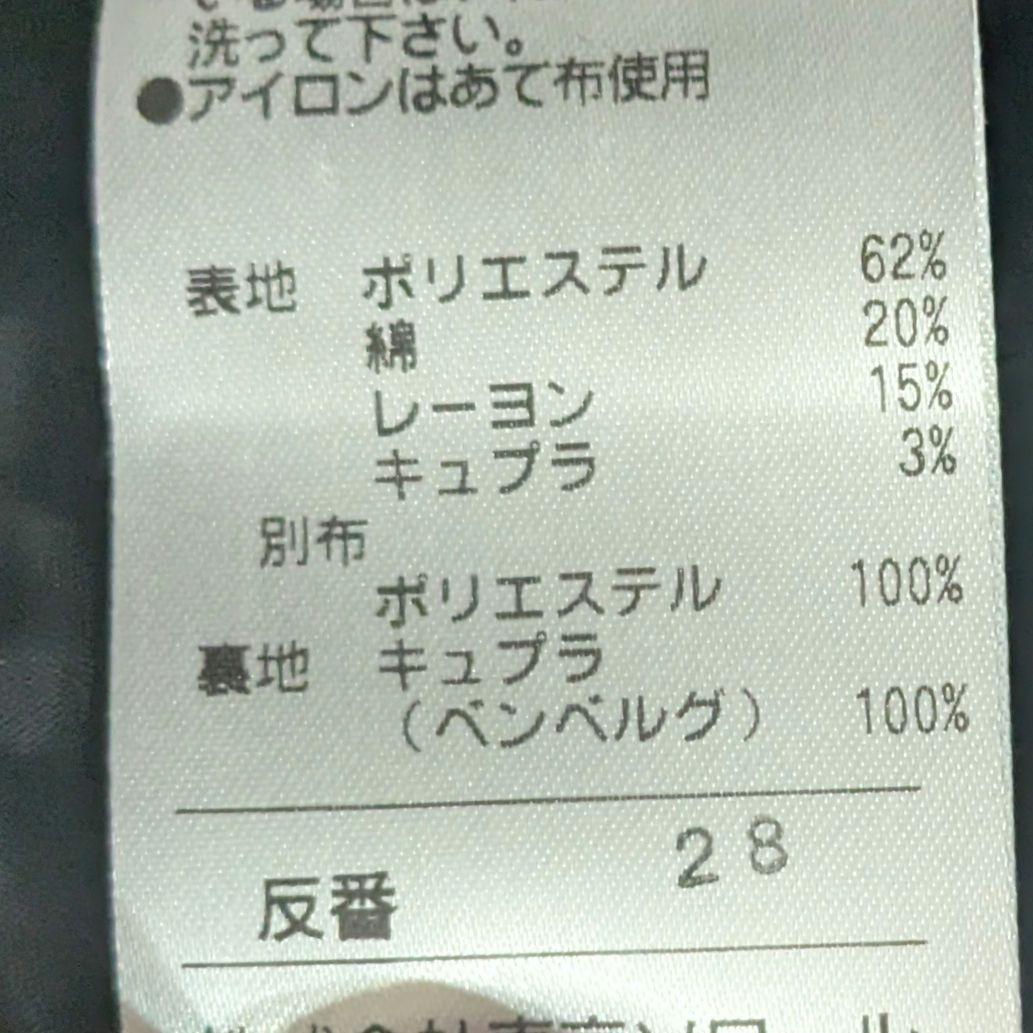 洗って下さい。
●アイロンはあて布使用
表地 ポリエステル 62%
綿 20%
レーヨン 15%
キュプラ 3%
別布
ポリエステル 100%
裏地 キュプラ
(ベンベルグ) 100%
反番 28